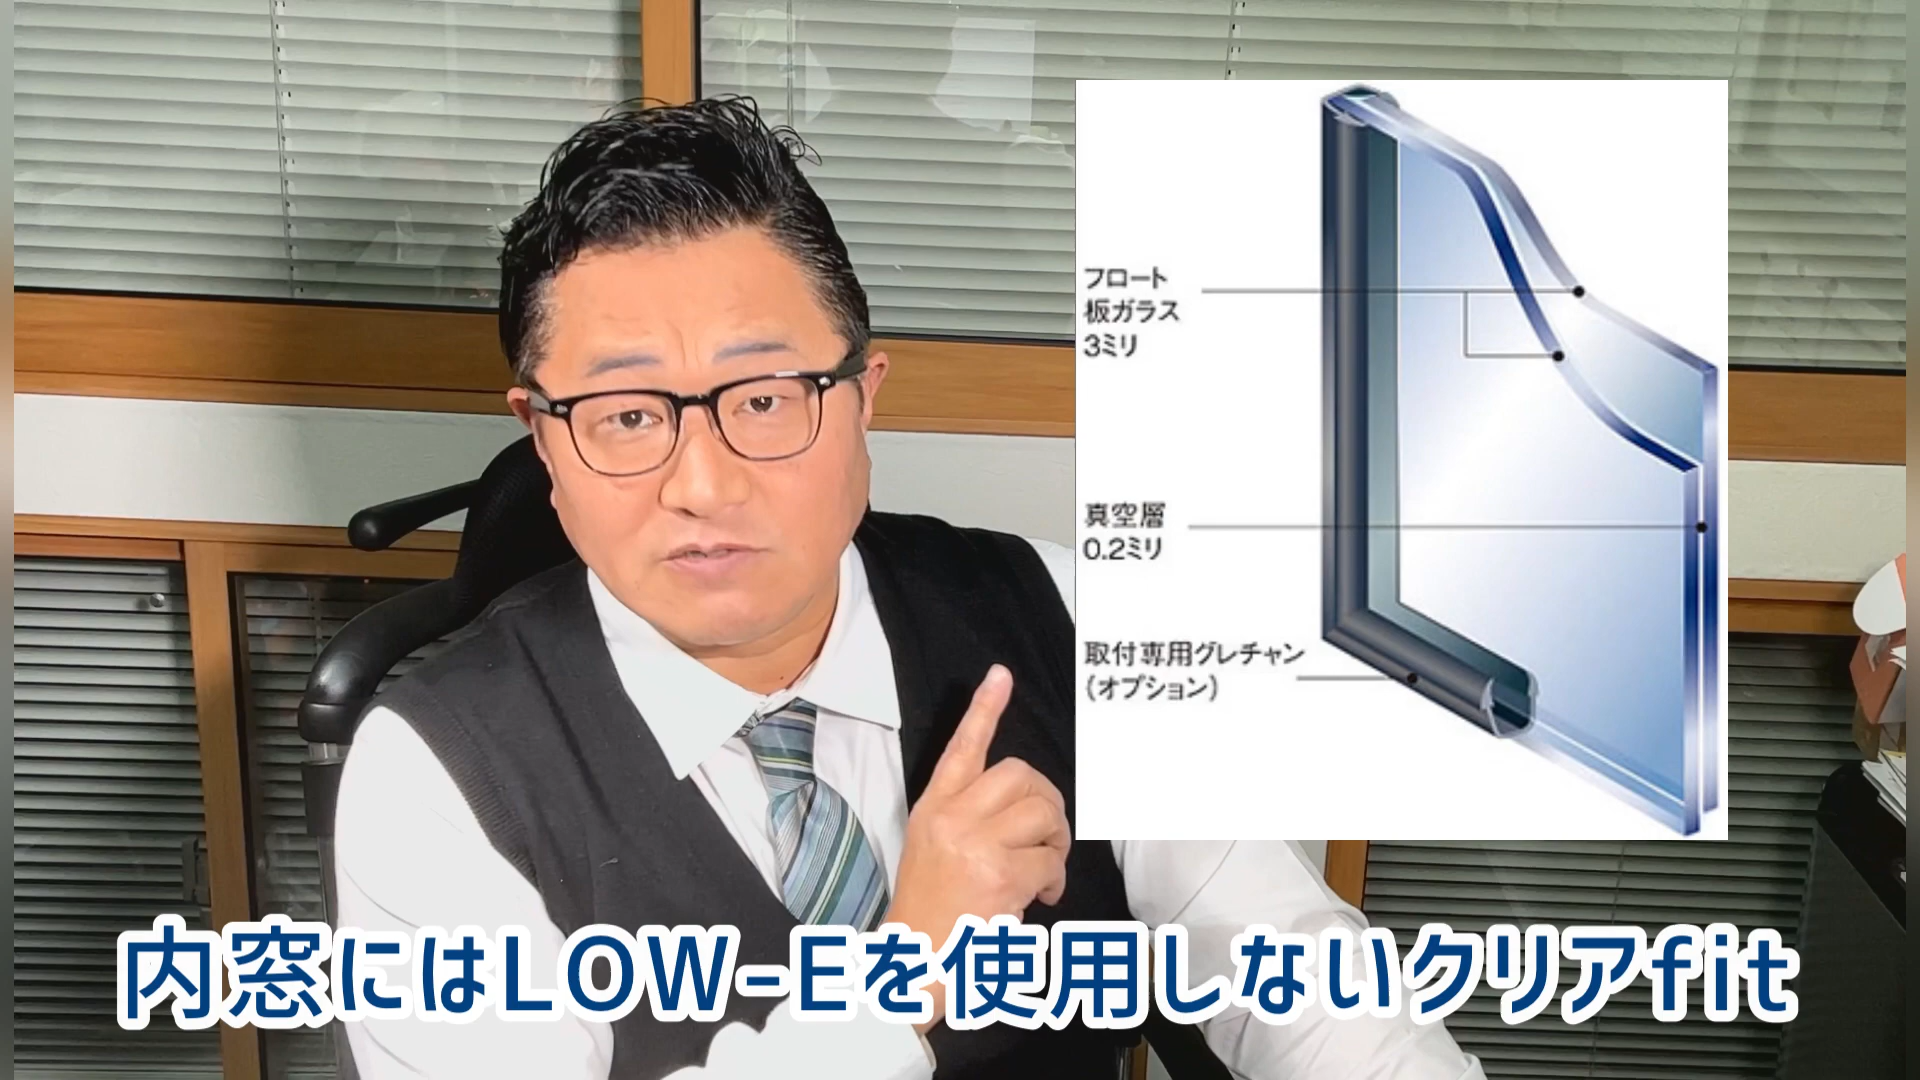 フロート
板ガラス
3ミリ
真空層
0.2ミリ
取付専用グレチャン
(オプション)
内窓にはLOW-Eを使用しないクリアfit